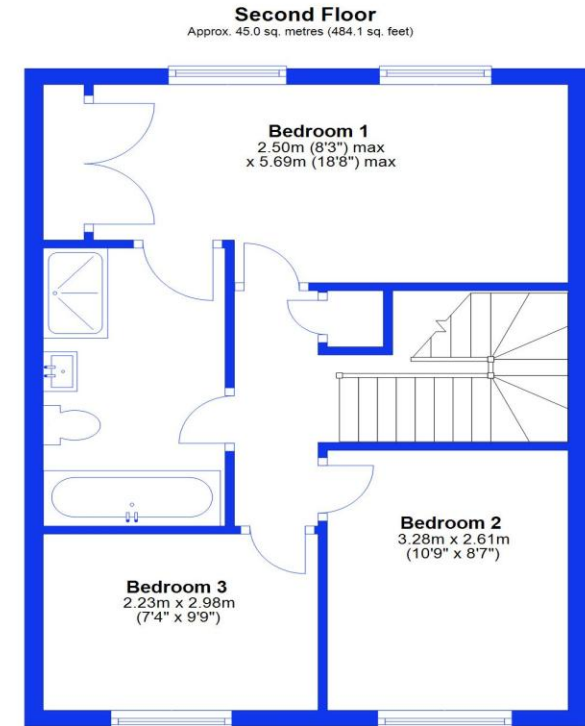 Second Floor
Approx. 45.0 sq. metres (484.1 sq. feet)
Bedroom 1
2.50m (8'3") max
x 5.69m (18'8") max
Bedroom 2
3.28m x 2.61m
(10'9" x 8'7")
Bedroom 3
2.23m x 2.98m
(7'4" x 9'9")